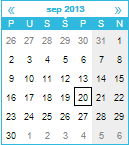 « sep 2013 »
P U S Š P S N
26 27 28 29 30 31 1
2 3 4 5 6 7 8
9 10 11 12 13 14 15
16 17 18 19 20 21 22
23 24 25 26 27 28 29
30 1 2 3 4 5 6